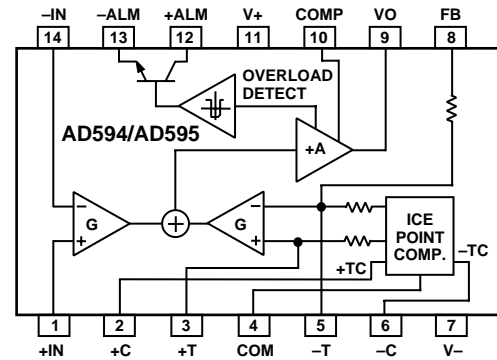 –IN –ALM +ALM V+ COMP VO FB
14 13 12 11 10 9 8
OVERLOAD
DETECT
AD594/AD595
+A
– –
G G
+ +
ICE
POINT
COMP.
–TC
+TC
1 2 3 4 5 6 7
+IN +C +T COM –T –C V–